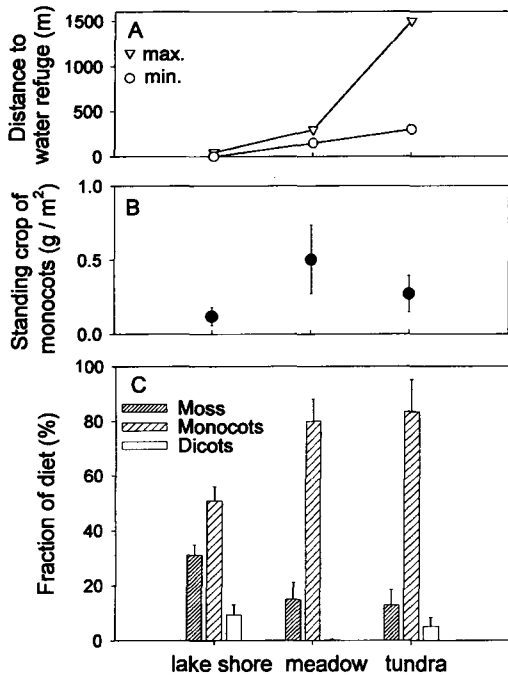 Distance to
water refuge (m)
1500
1000
500
0
A
max.
min.
Standing crop of
monocots (g / m²)
1.0
0.5
0.0
B
Fraction of diet (%)
100
80
60
40
20
0
C
Moss
Monocots
Dicots
lake shore meadow tundra